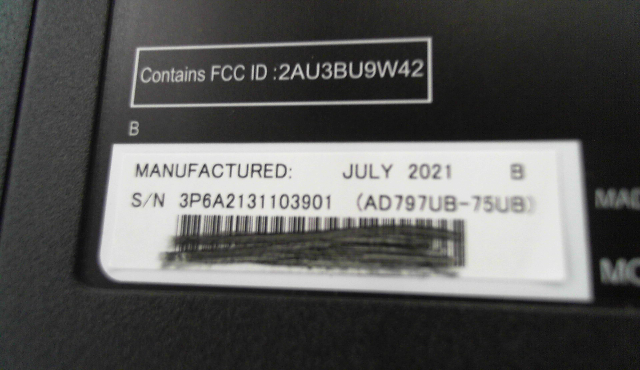 Contains FCC ID :2AU3BU9W42
B
MANUFACTURED: JULY 2021 B
S/N 3P6A2131103901 (AD797UB-75UB)